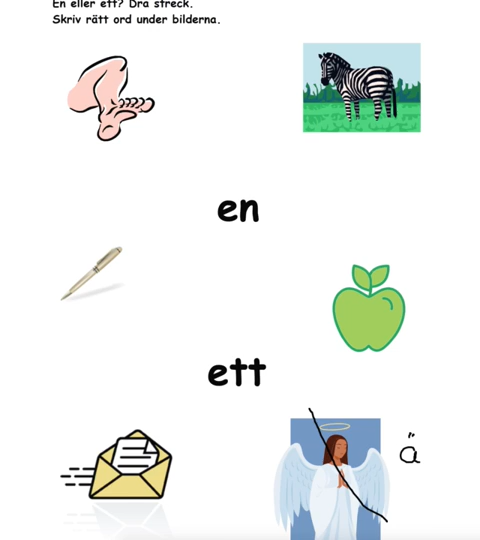 En eller ett? Dra streck.
Skriv rätt ord under bilderna.
en
ett
ä